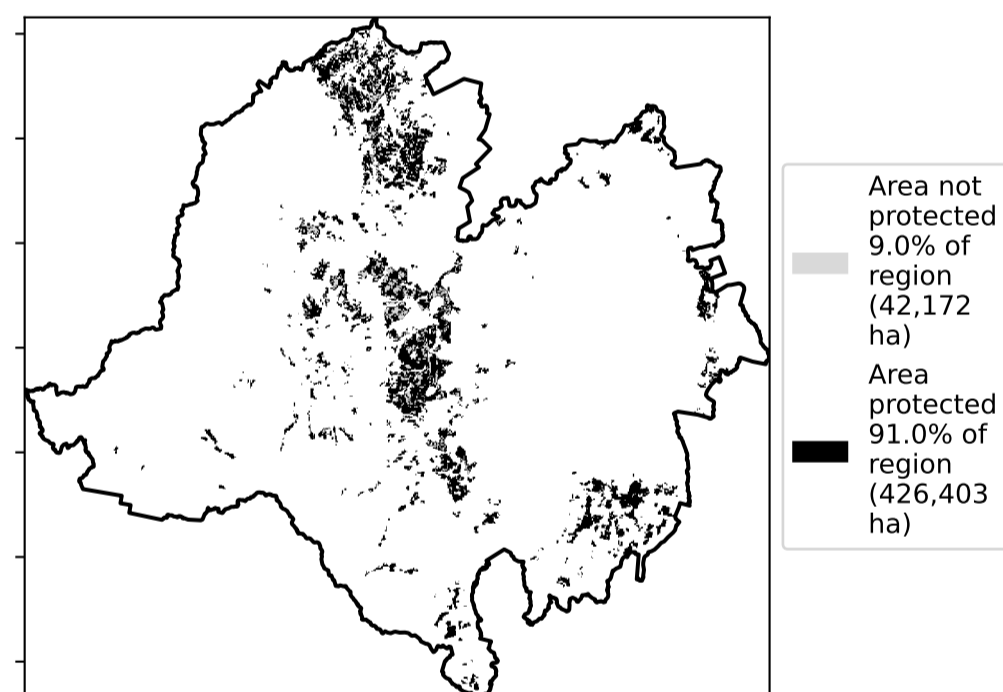 Area not
protected
9.0% of
region
(42,172
ha)
Area
protected
91.0% of
region
(426,403
ha)